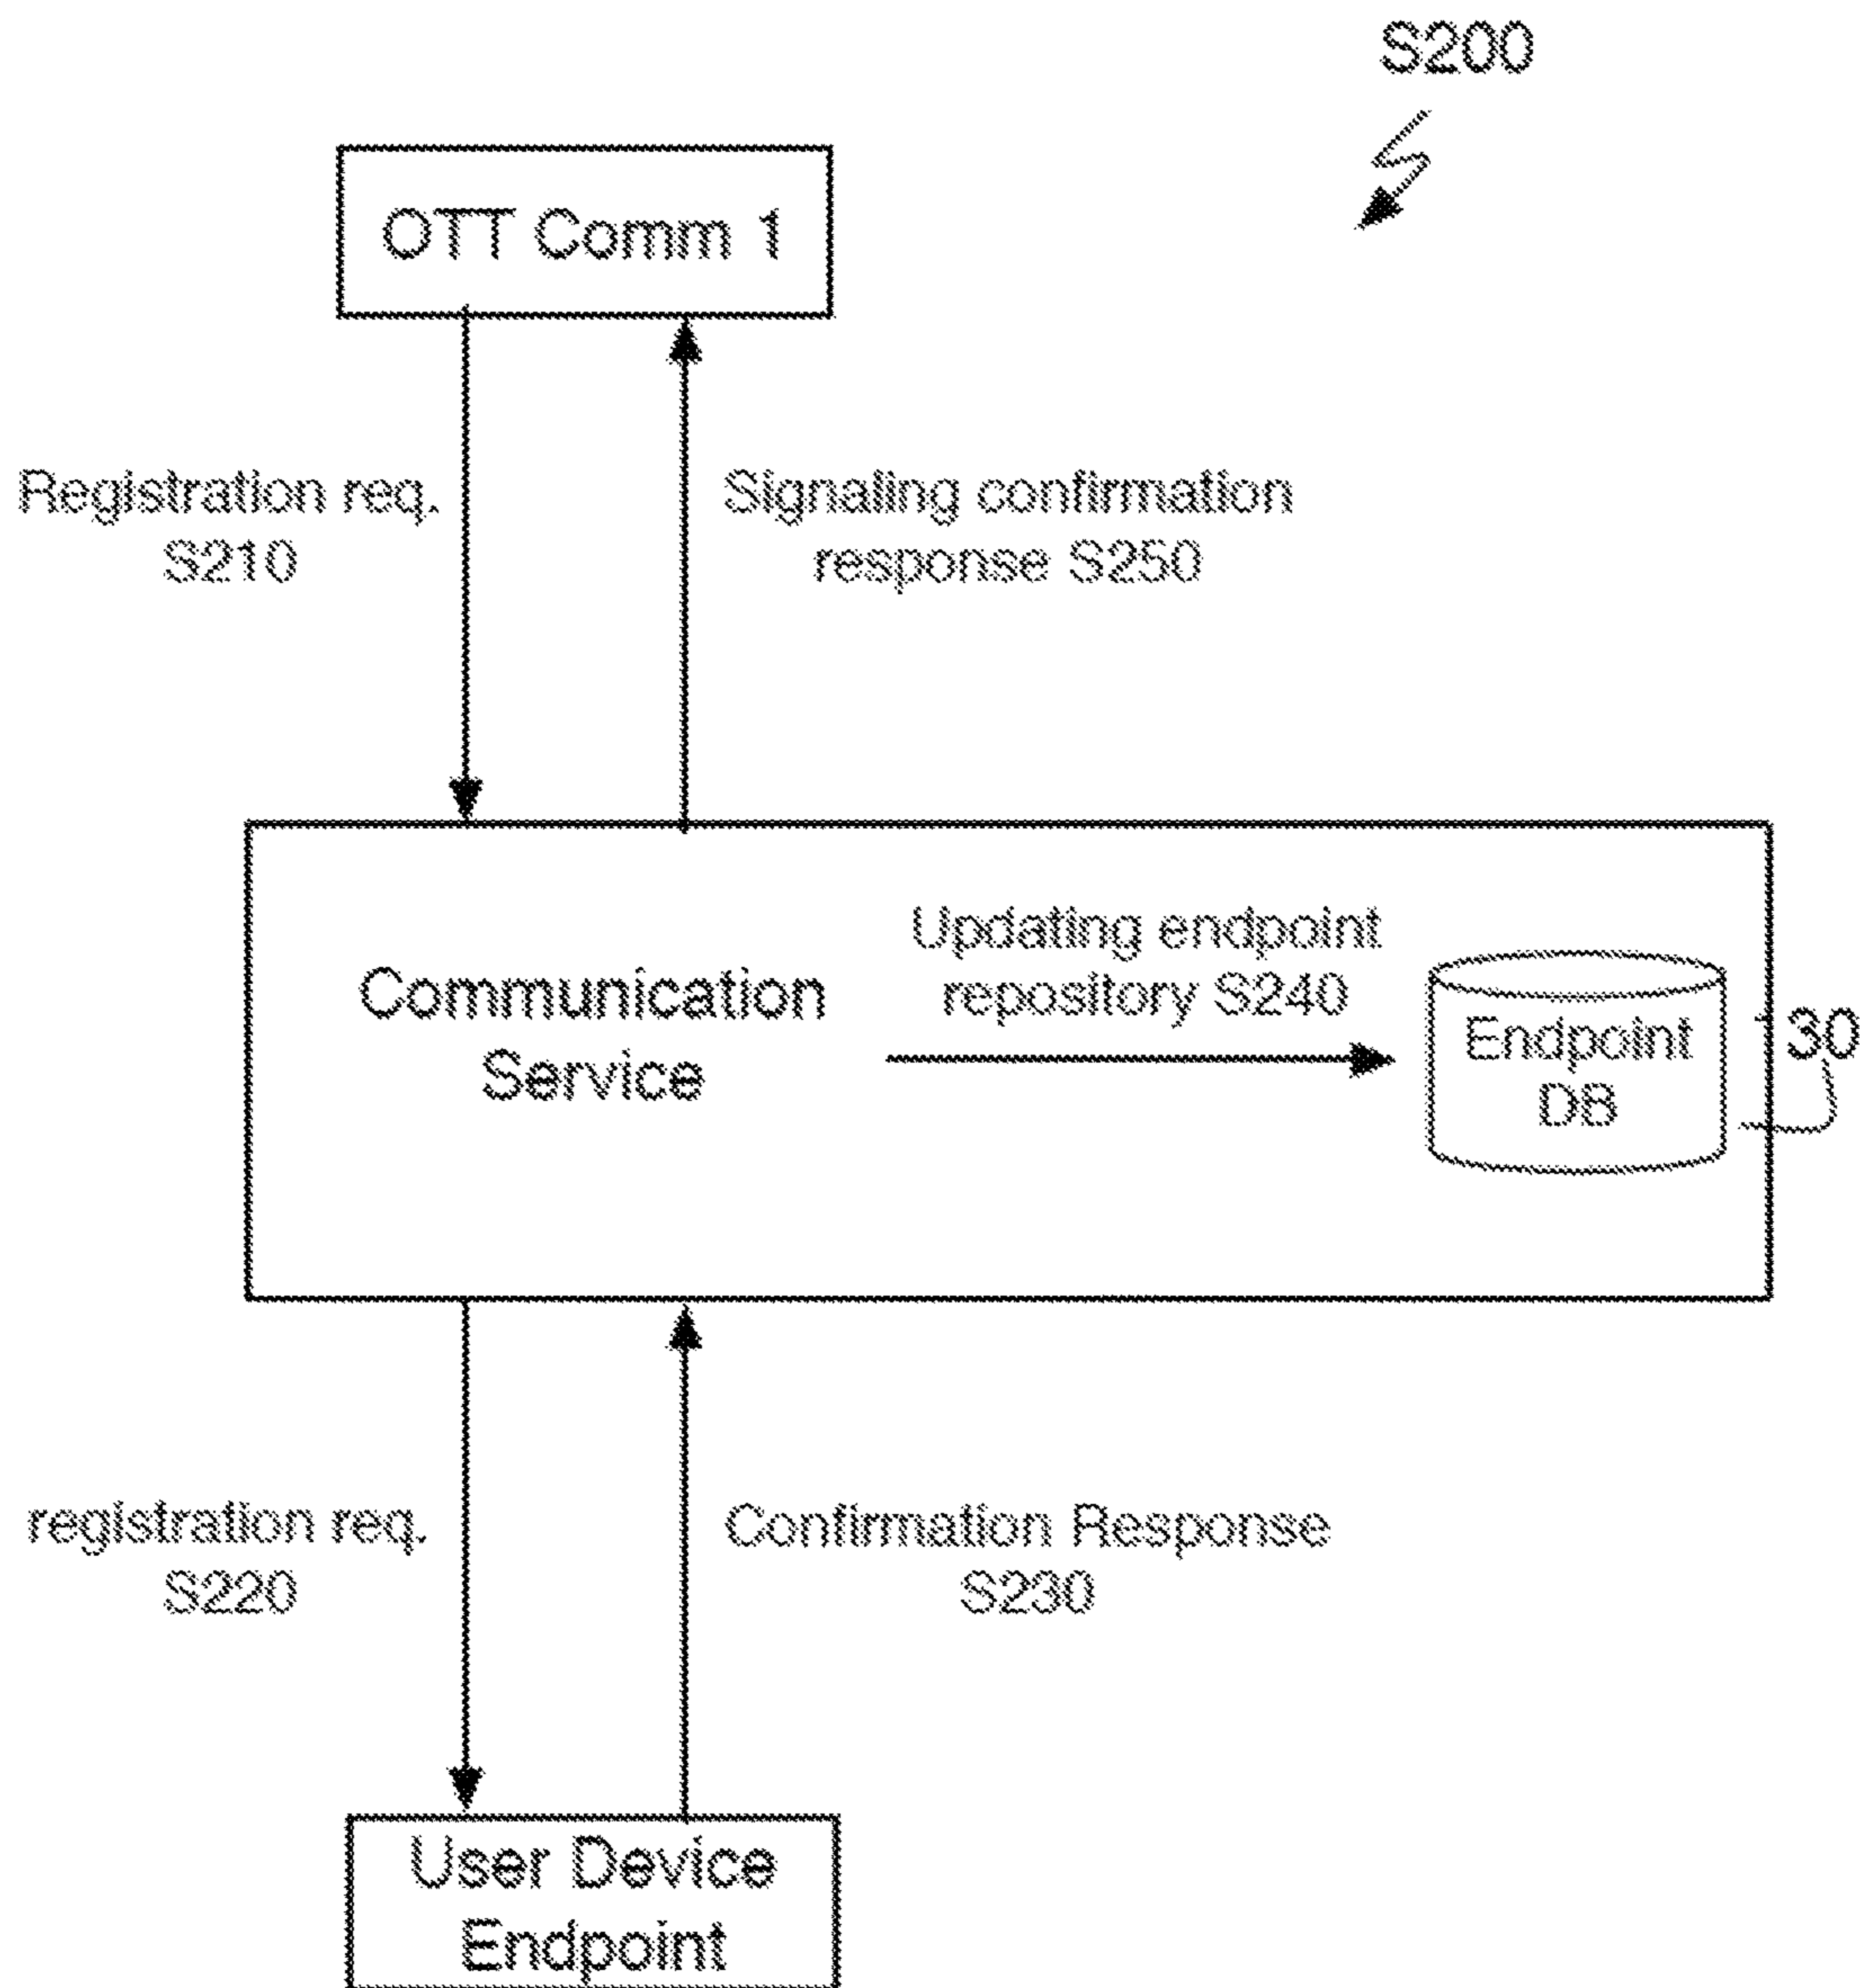 S200
OTT Comm 1
Registration req.
S210
Signaling confirmation
response S250
Communication
Service
Updating endpoint
repository S240
Endpoint
DB
130
registration req.
S220
Confirmation Response
S230
User Device
Endpoint